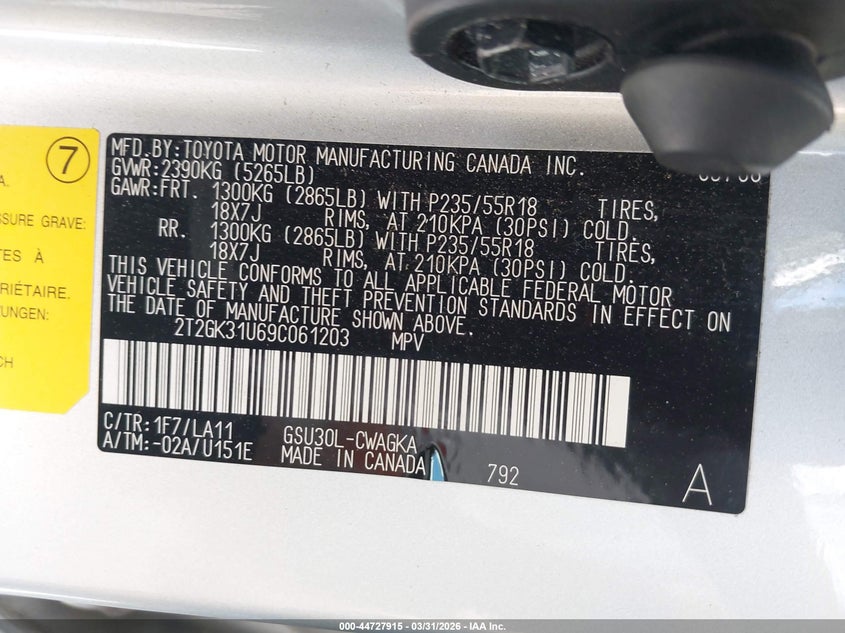 7
A.
SSURE GRAVE:
TES À
RIÉTAIRE.
UNGEN:
CH
MFD.BY:TOYOTA MOTOR MANUFACTURING CANADA INC.
GVWR:2390KG (5265LB)
GAWR:FRT. 1300KG (2865LB) WITH P235/55R18 TIRES,
18X7J RIMS, AT 210KPA (30PSI) COLD.
RR. 1300KG (2865LB) WITH P235/55R18 TIRES,
18X7J RIMS, AT 210KPA (30PSI) COLD.
THIS VEHICLE CONFORMS TO ALL APPLICABLE FEDERAL MOTOR
VEHICLE SAFETY AND THEFT PREVENTION STANDARDS IN EFFECT ON
THE DATE OF MANUFACTURE SHOWN ABOVE.
2T2GK31U69C061203 MPV
C/TR:1F7/LA11 GSU30L-CWAGKA
A/TM:-02A/U151E MADE IN CANADA 792 A
000-44727915 - 03/31/2026 - IAA Inc.